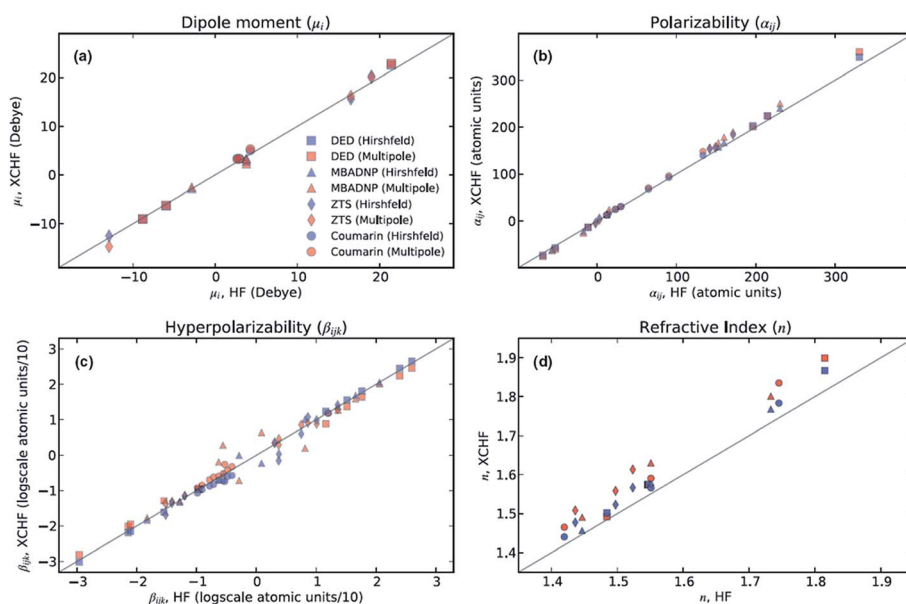 Dipole moment (μi)
(a)
20
10
0
−10
−10
0
10
20
μi, XCHF (Debye)
μi, HF (Debye)
DED (Hirshfeld)
DED (Multipole)
MBADNP (Hirshfeld)
MBADNP (Multipole)
ZTS (Hirshfeld)
ZTS (Multipole)
Coumarin (Hirshfeld)
Coumarin (Multipole)
Polarizability (αij)
(b)
300
200
100
0
0
100
200
300
αij, XCHF (atomic units)
αij, HF (atomic units)
Hyperpolarizability (βijk)
(c)
3
2
1
0
−1
−2
−3
−3
−2
−1
0
1
2
3
βijk, XCHF (logscale atomic units/10)
βijk, HF (logscale atomic units/10)
Refractive Index (n)
(d)
1.9
1.8
1.7
1.6
1.5
1.4
1.4
1.5
1.6
1.7
1.8
1.9
n, XCHF
n, HF